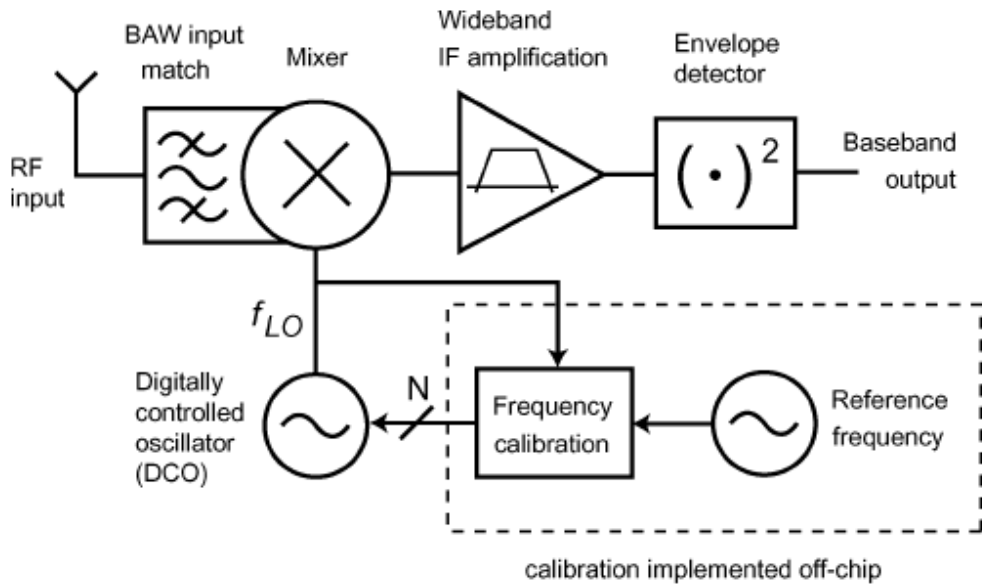 BAW input
match
Mixer
Wideband
IF amplification
Envelope
detector
RF
input
( • ) 2
Baseband
output
fLO
Digitally
controlled
oscillator
(DCO)
N
Frequency
calibration
Reference
frequency
calibration implemented off-chip